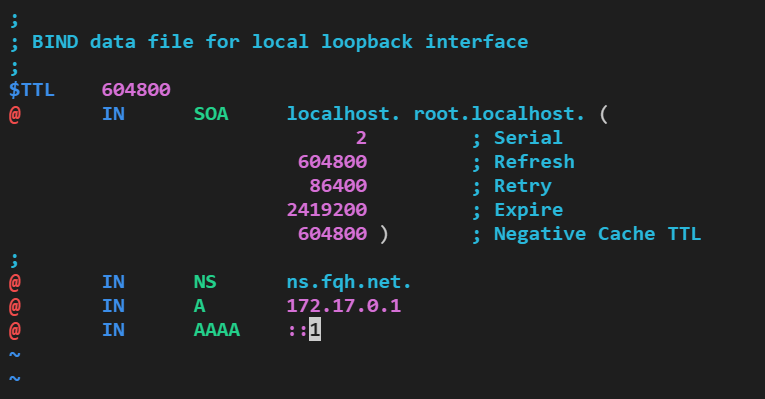 ;
; BIND data file for local loopback interface
;
$TTL    604800
@       IN      SOA     localhost. root.localhost. (
                              2         ; Serial
                         604800         ; Refresh
                          86400         ; Retry
                        2419200         ; Expire
                         604800 )       ; Negative Cache TTL
;
@       IN      NS      ns.fqh.net.
@       IN      A       172.17.0.1
@       IN      AAAA    ::1
~
~